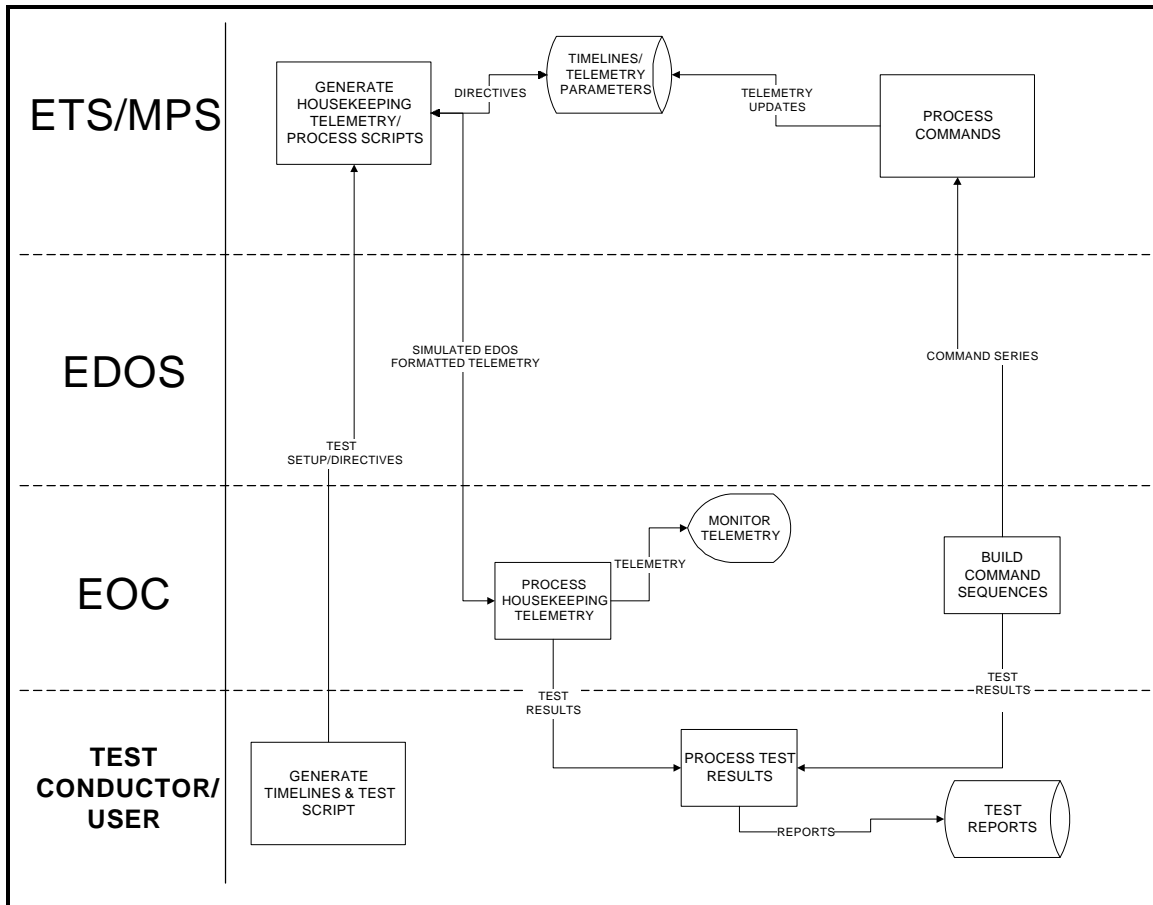 ETS/MPS
GENERATE
HOUSEKEEPING
TELEMETRY/
PROCESS SCRIPTS
DIRECTIVES
TIMELINES/
TELEMETRY
PARAMETERS
TELEMETRY
UPDATES
PROCESS
COMMANDS
EDOS
SIMULATED EDOS
FORMATTED TELEMETRY
COMMAND SERIES
TEST
SETUP/DIRECTIVES
EOC
PROCESS
HOUSEKEEPING
TELEMETRY
TELEMETRY
MONITOR
TELEMETRY
BUILD
COMMAND
SEQUENCES
TEST
RESULTS
TEST
RESULTS
TEST
CONDUCTOR/
USER
GENERATE
TIMELINES & TEST
SCRIPT
PROCESS TEST
RESULTS
REPORTS
TEST
REPORTS